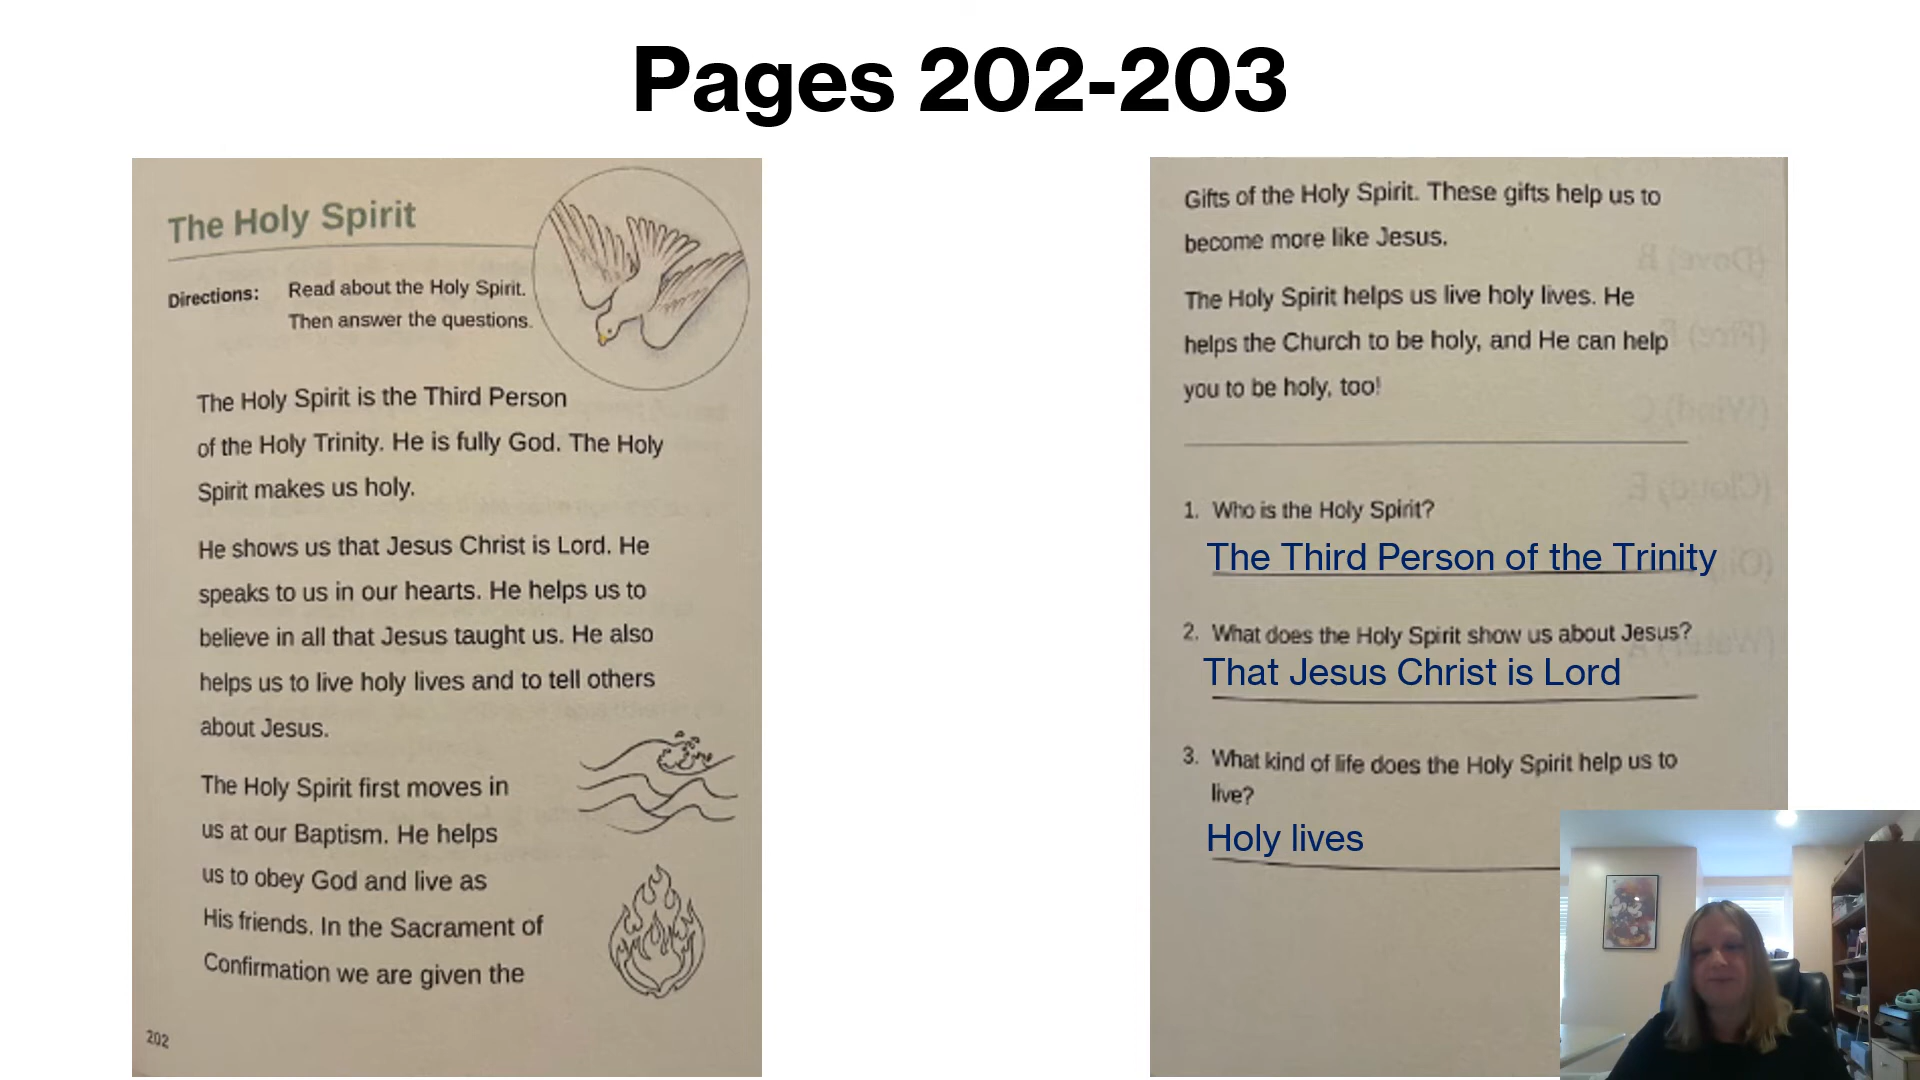 Pages 202-203
The Holy Spirit
Directions: Read about the Holy Spirit.
Then answer the questions.
The Holy Spirit is the Third Person
of the Holy Trinity. He is fully God. The Holy
Spirit makes us holy.
He shows us that Jesus Christ is Lord. He
speaks to us in our hearts. He helps us to
believe in all that Jesus taught us. He also
helps us to live holy lives and to tell others
about Jesus.
The Holy Spirit first moves in
us at our Baptism. He helps
us to obey God and live as
His friends. In the Sacrament of
Confirmation we are given the
202
Gifts of the Holy Spirit. These gifts help us to
become more like Jesus.
The Holy Spirit helps us live holy lives. He
helps the Church to be holy, and He can help
you to be holy, too!
1. Who is the Holy Spirit?
The Third Person of the Trinity
2. What does the Holy Spirit show us about Jesus?
That Jesus Christ is Lord
3. What kind of life does the Holy Spirit help us to
live?
Holy lives